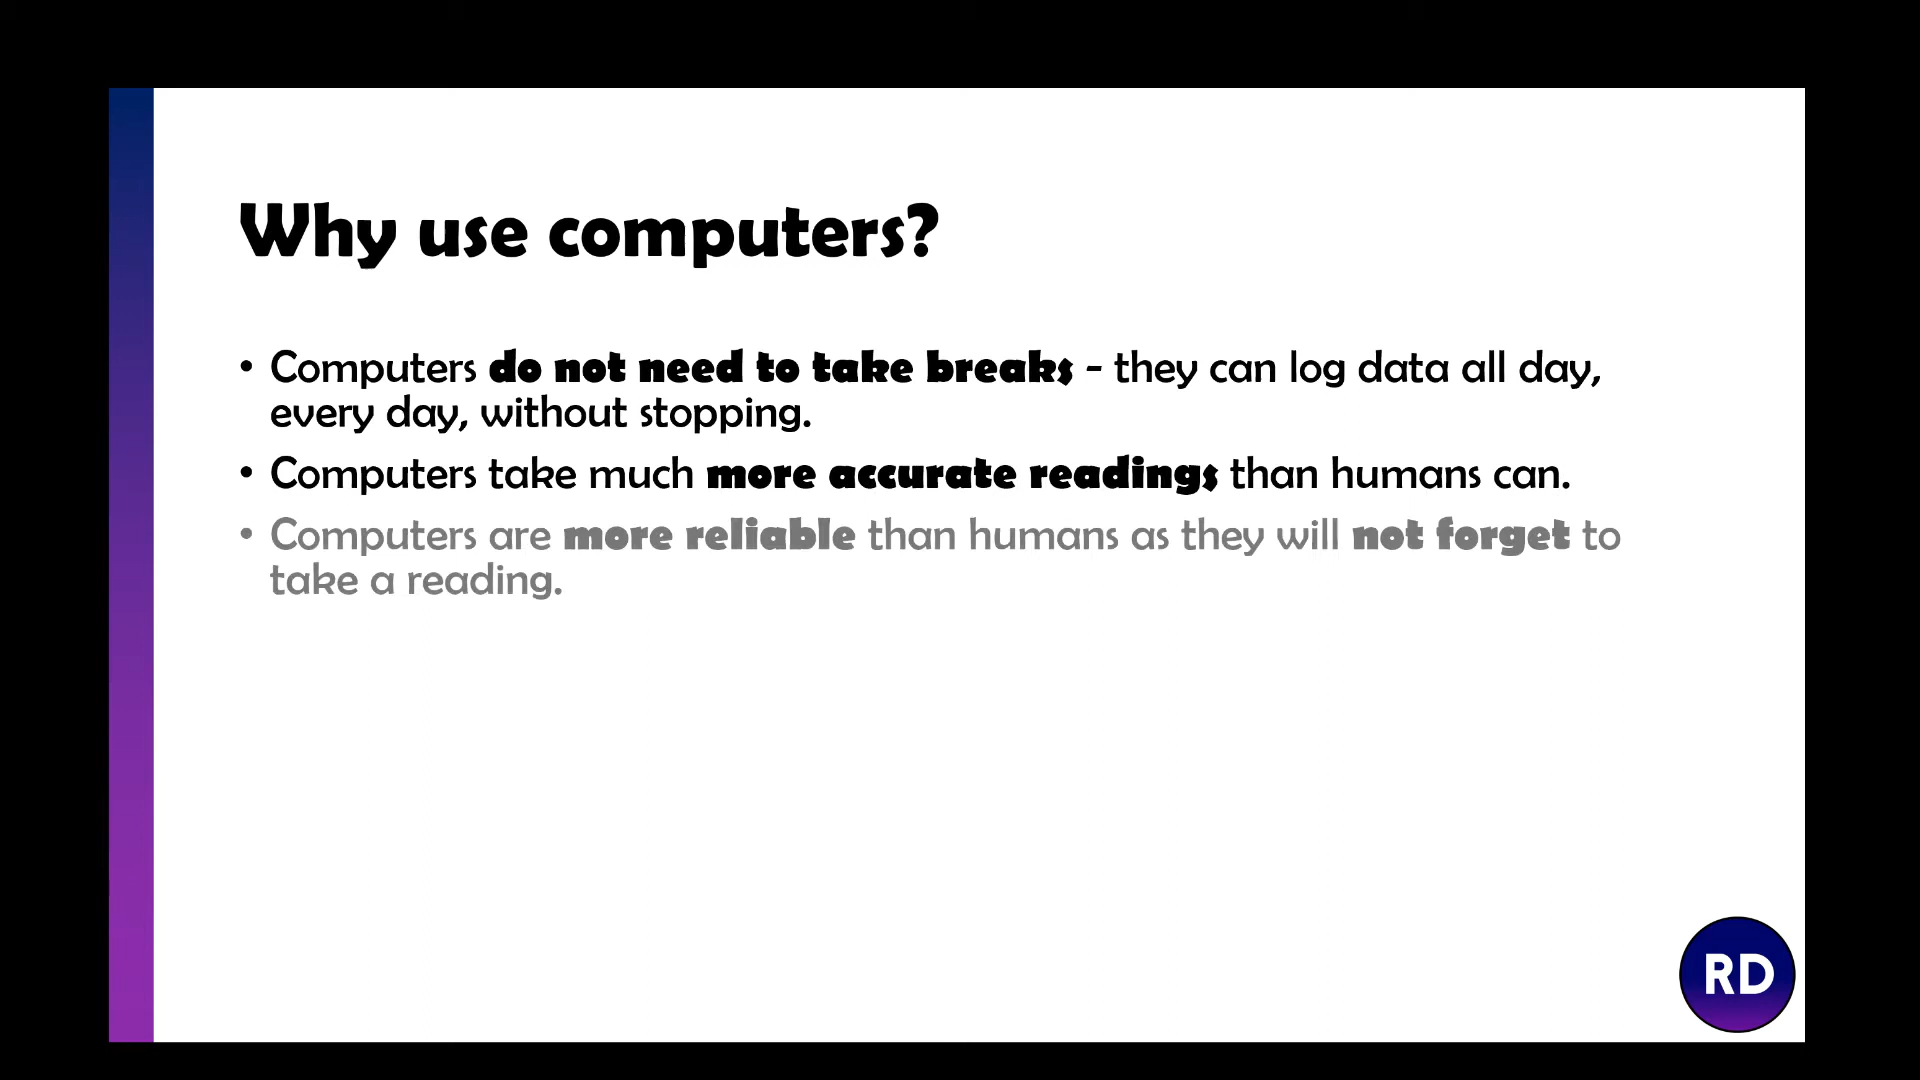 Why use computers?
• Computers do not need to take breaks - they can log data all day,
every day, without stopping.
• Computers take much more accurate readings than humans can.
• Computers are more reliable than humans as they will not forget to
take a reading.
RD